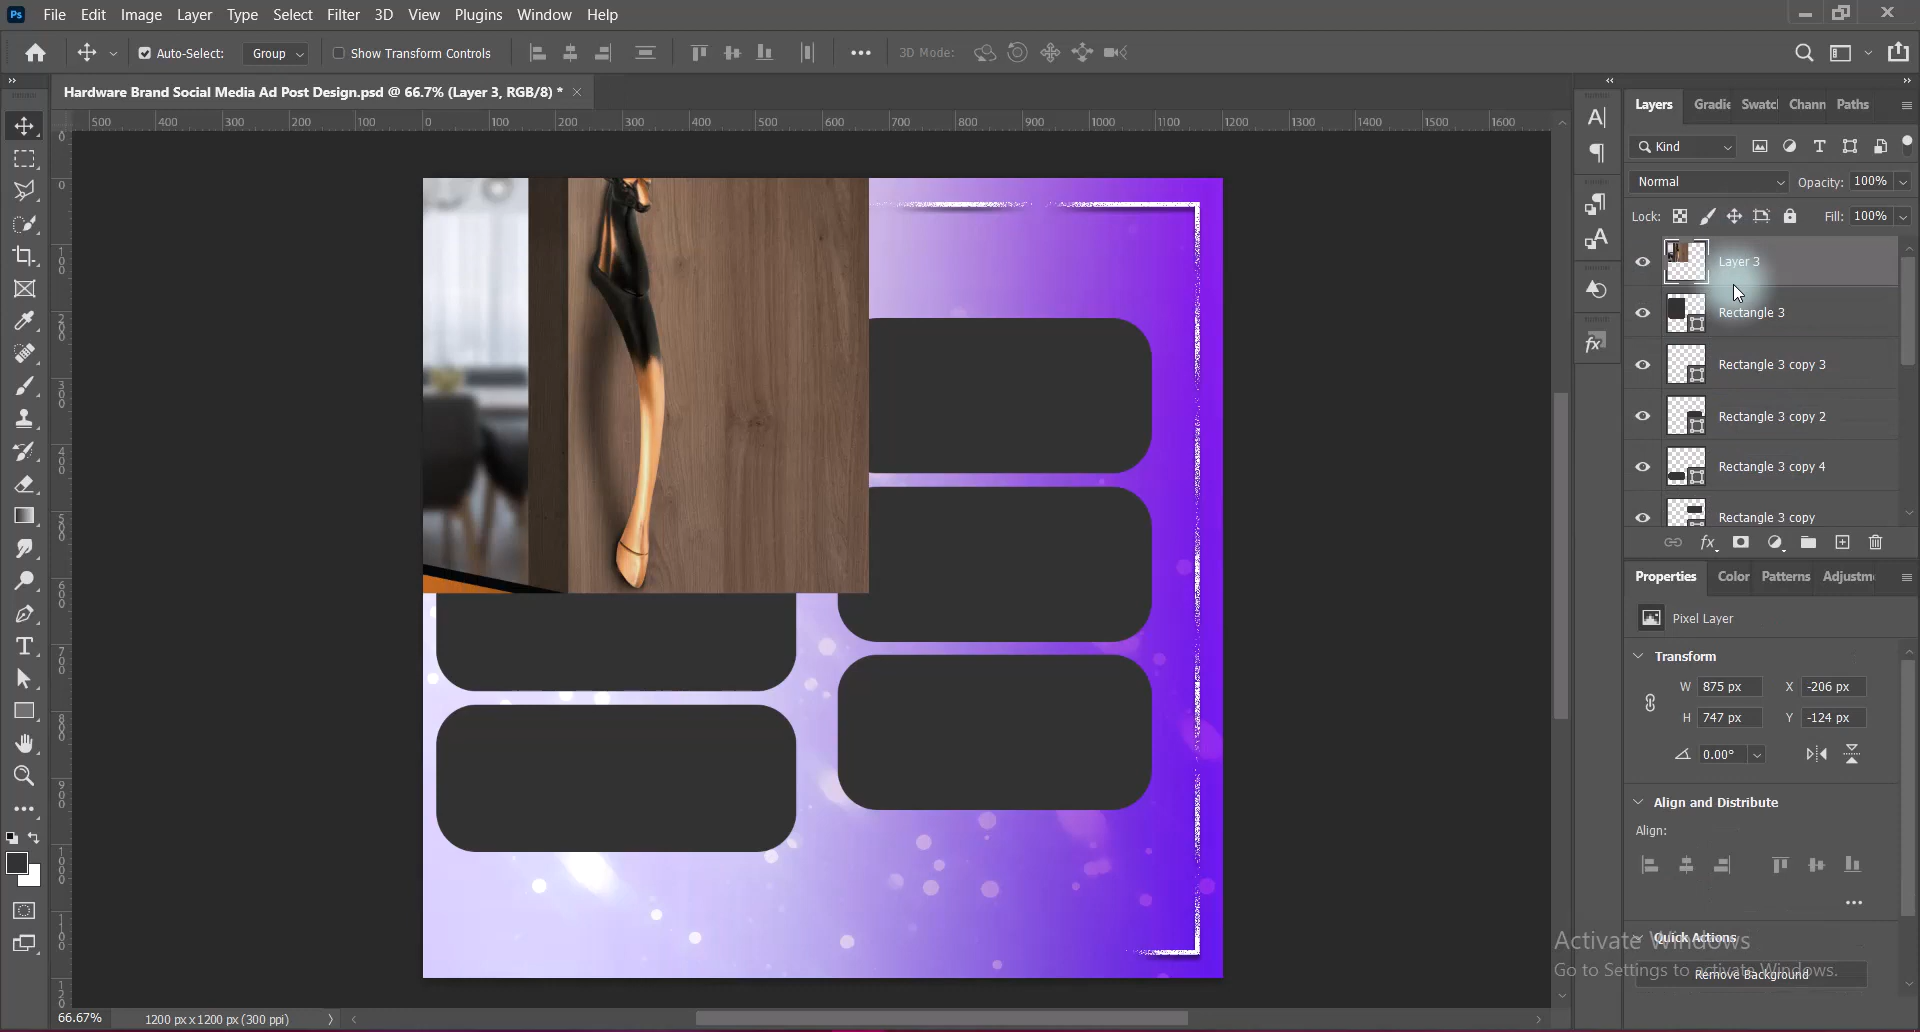 Ps File Edit Image Layer Type Select Filter 3D View Plugins Window Help
Auto-Select: Group Show Transform Controls 3D Mode:
Hardware Brand Social Media Ad Post Design.psd @ 66.7% (Layer 3, RGB/8) *
500 400 300 200 100 0 100 200 300 400 500 600 700 800 900 1000 1100 1200 1300 1400 1500 1600
Layers Gradie Swatcl Chann Paths
Kind
Normal Opacity: 100%
Lock: Fill: 100%
Layer 3
Rectangle 3
Rectangle 3 copy 3
Rectangle 3 copy 2
Rectangle 3 copy 4
Rectangle 3 copy
fx
Properties Color Patterns Adjustm
Pixel Layer
Transform
W 875 px X -206 px
H 747 px Y -124 px
0.00°
Align and Distribute
Align:
Quick Actions
Remove Background
Activate Windows
Go to Settings to activate Windows.
66.67% 1200 px x 1200 px (300 ppi)